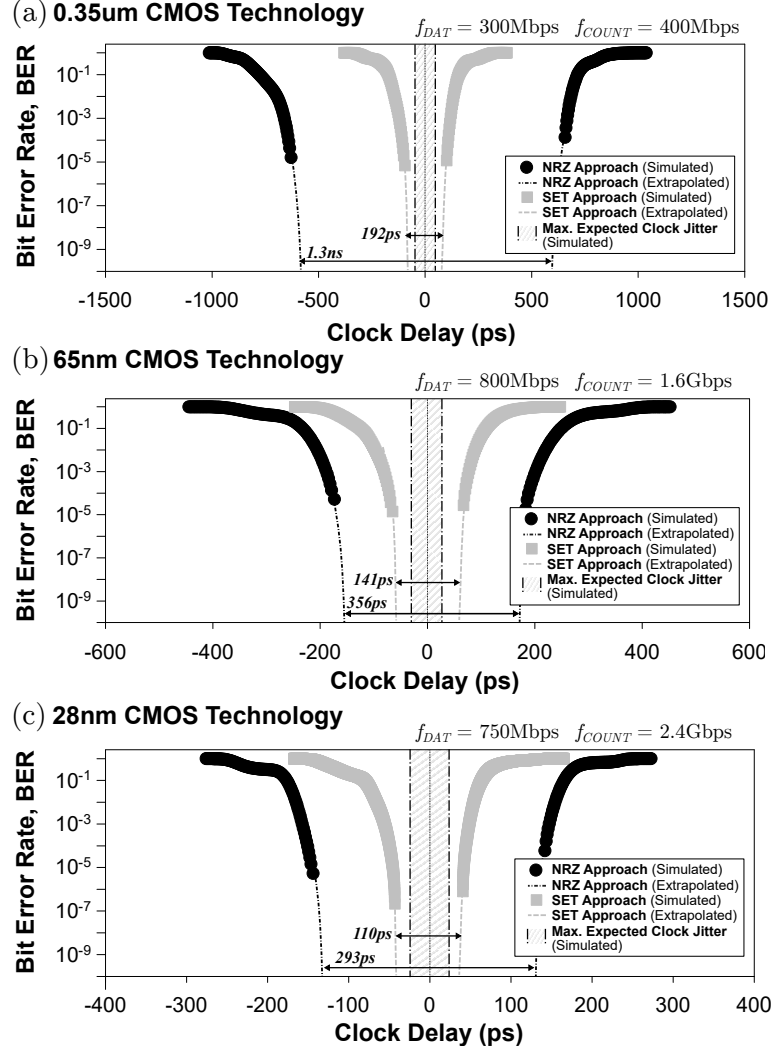 (a) 0.35um CMOS Technology
f_DAT = 300Mbps f_COUNT = 400Mbps
Bit Error Rate, BER
10^-1
10^-3
10^-5
10^-7
10^-9
NRZ Approach (Simulated)
NRZ Approach (Extrapolated)
SET Approach (Simulated)
SET Approach (Extrapolated)
Max. Expected Clock Jitter
(Simulated)
192ps
1.3ns
-1500 -1000 -500 0 500 1000 1500
Clock Delay (ps)
(b) 65nm CMOS Technology
f_DAT = 800Mbps f_COUNT = 1.6Gbps
Bit Error Rate, BER
10^-1
10^-3
10^-5
10^-7
10^-9
NRZ Approach (Simulated)
NRZ Approach (Extrapolated)
SET Approach (Simulated)
SET Approach (Extrapolated)
Max. Expected Clock Jitter
(Simulated)
141ps
356ps
-600 -400 -200 0 200 400 600
Clock Delay (ps)
(c) 28nm CMOS Technology
f_DAT = 750Mbps f_COUNT = 2.4Gbps
Bit Error Rate, BER
10^-1
10^-3
10^-5
10^-7
10^-9
NRZ Approach (Simulated)
NRZ Approach (Extrapolated)
SET Approach (Simulated)
SET Approach (Extrapolated)
Max. Expected Clock Jitter
(Simulated)
110ps
293ps
-400 -300 -200 -100 0 100 200 300 400
Clock Delay (ps)